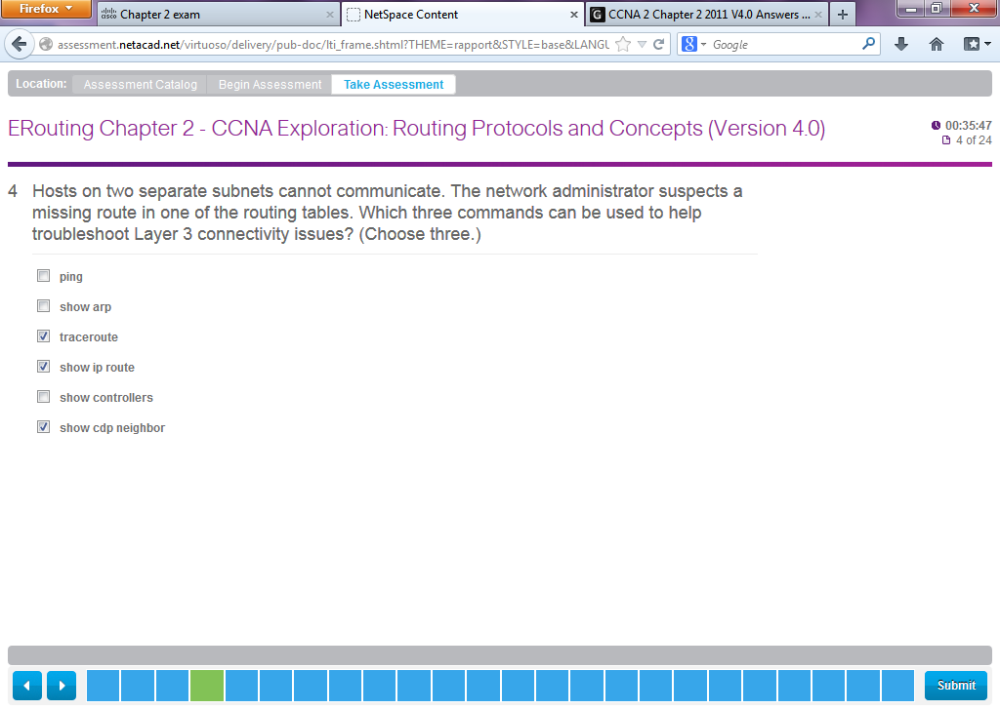 Firefox
cisco Chapter 2 exam
NetSpace Content
G CCNA 2 Chapter 2 2011 V4.0 Answers ...
assessment.netacad.net/virtuoso/delivery/pub-doc/lti_frame.shtml?THEME=rapport&STYLE=base&LANGU
8 Google
Location: Assessment Catalog Begin Assessment Take Assessment
ERouting Chapter 2 - CCNA Exploration: Routing Protocols and Concepts (Version 4.0)
00:35:47
4 of 24
4 Hosts on two separate subnets cannot communicate. The network administrator suspects a
missing route in one of the routing tables. Which three commands can be used to help
troubleshoot Layer 3 connectivity issues? (Choose three.)
ping
show arp
traceroute
show ip route
show controllers
show cdp neighbor
Submit